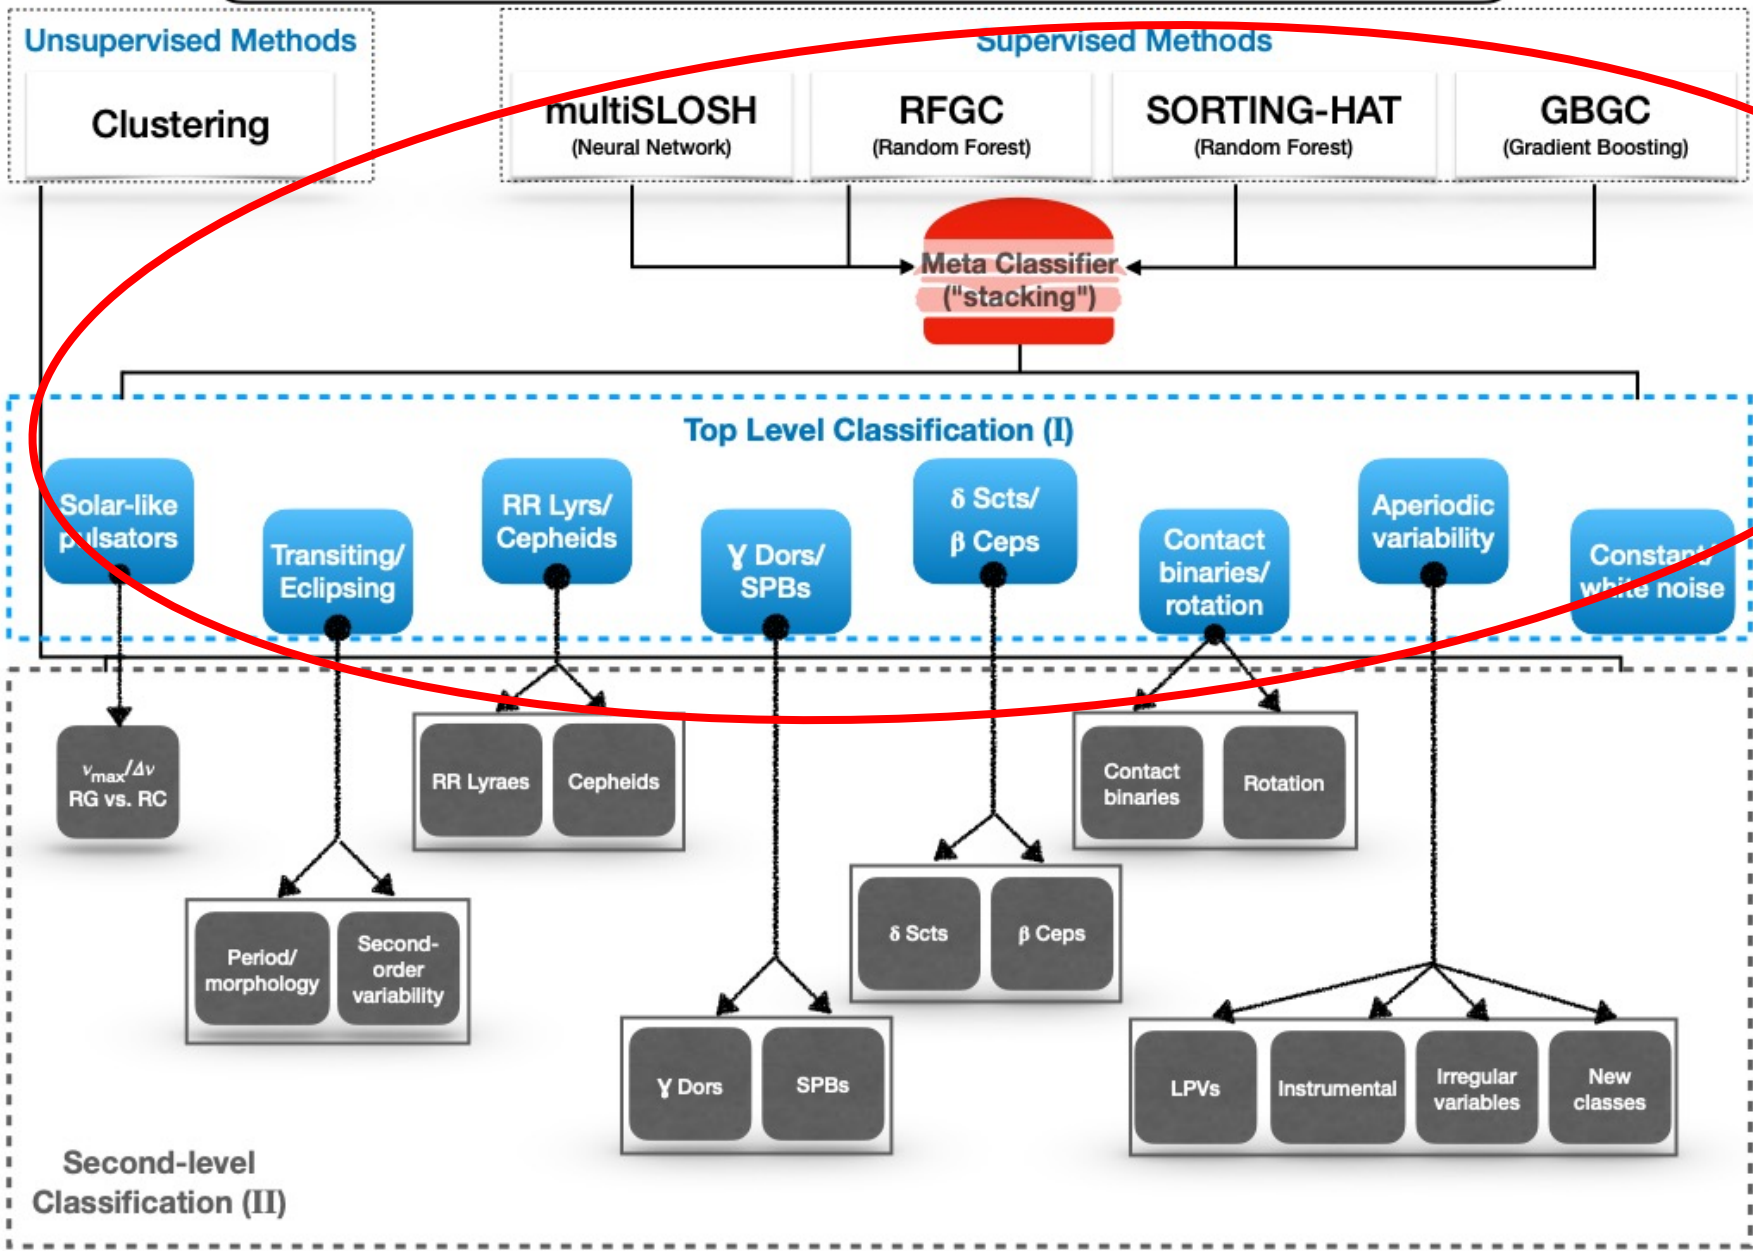 Unsupervised Methods
Clustering
Supervised Methods
multiSLOSH
(Neural Network)
RFGC
(Random Forest)
SORTING-HAT
(Random Forest)
GBGC
(Gradient Boosting)
Meta Classifier
("stacking")
Top Level Classification (I)
Solar-like
pulsators
Transiting/
Eclipsing
RR Lyrs/
Cepheids
γ Dors/
SPBs
δ Scts/
β Ceps
Contact
binaries/
rotation
Aperiodic
variability
Constant/
white noise
νmax/Δν
RG vs. RC
Period/
morphology
Second-
order
variability
RR Lyraes
Cepheids
γ Dors
SPBs
δ Scts
β Ceps
Contact
binaries
Rotation
LPVs
Instrumental
Irregular
variables
New
classes
Second-level
Classification (II)